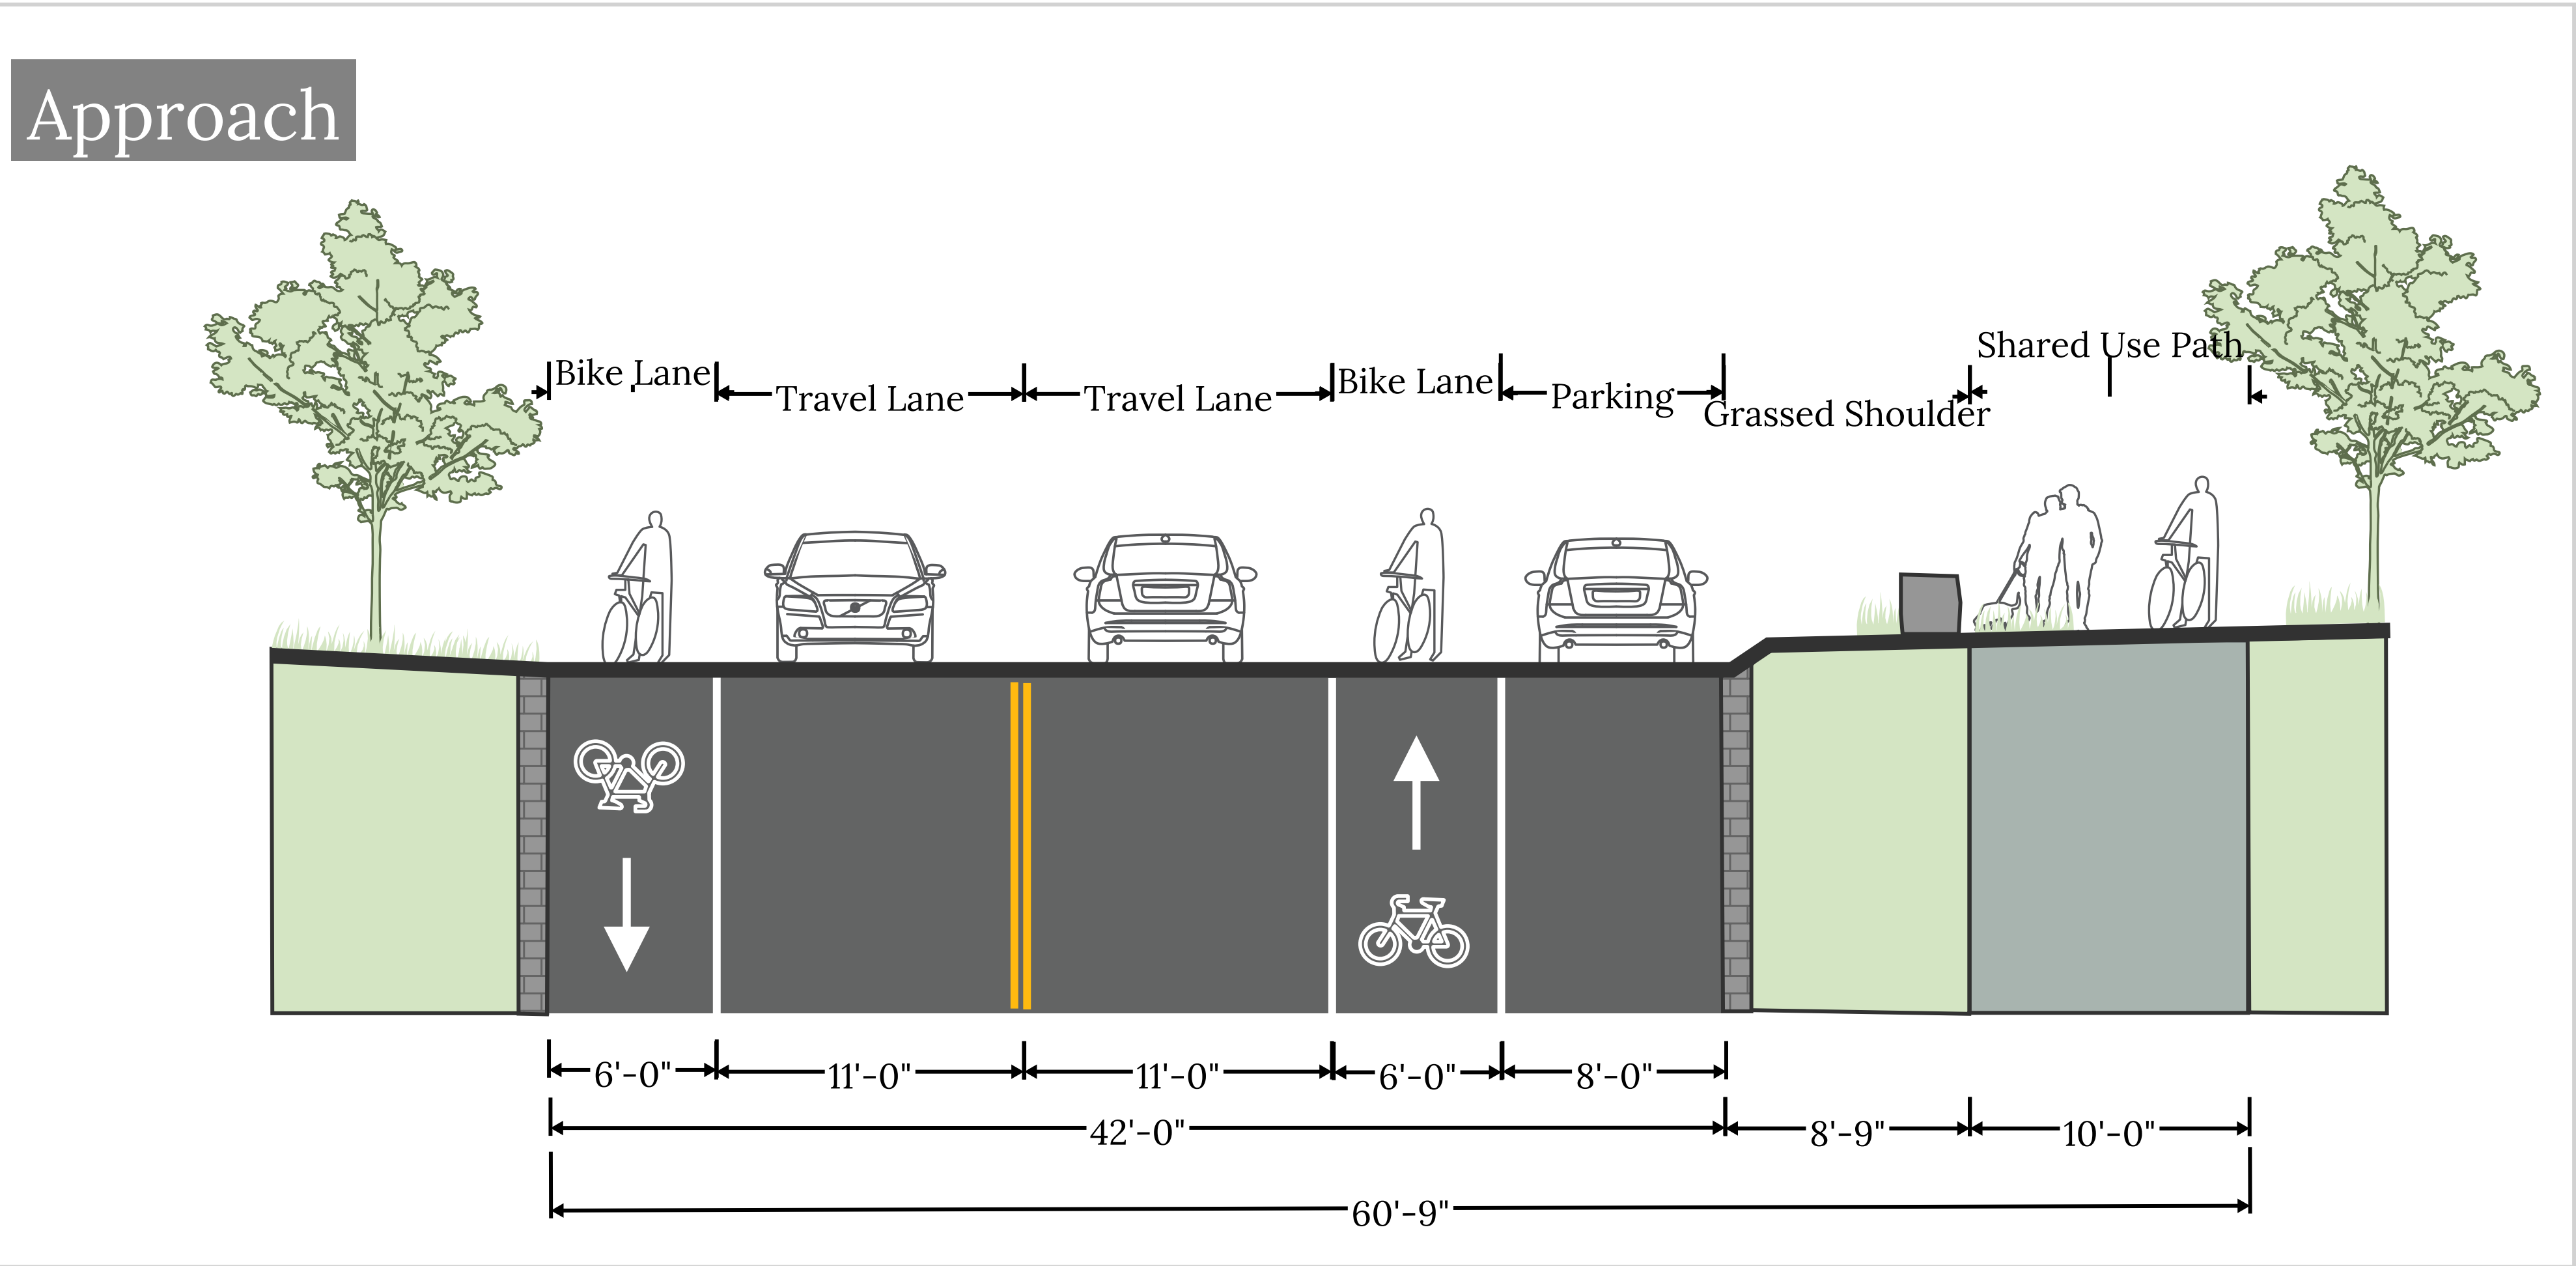 Approach
Shared Use Path
Bike Lane
Travel Lane
Travel Lane
Bike Lane
Parking
Grassed Shoulder
6'-0"
11'-0"
11'-0"
6'-0"
8'-0"
42'-0"
8'-9"
10'-0"
60'-9"